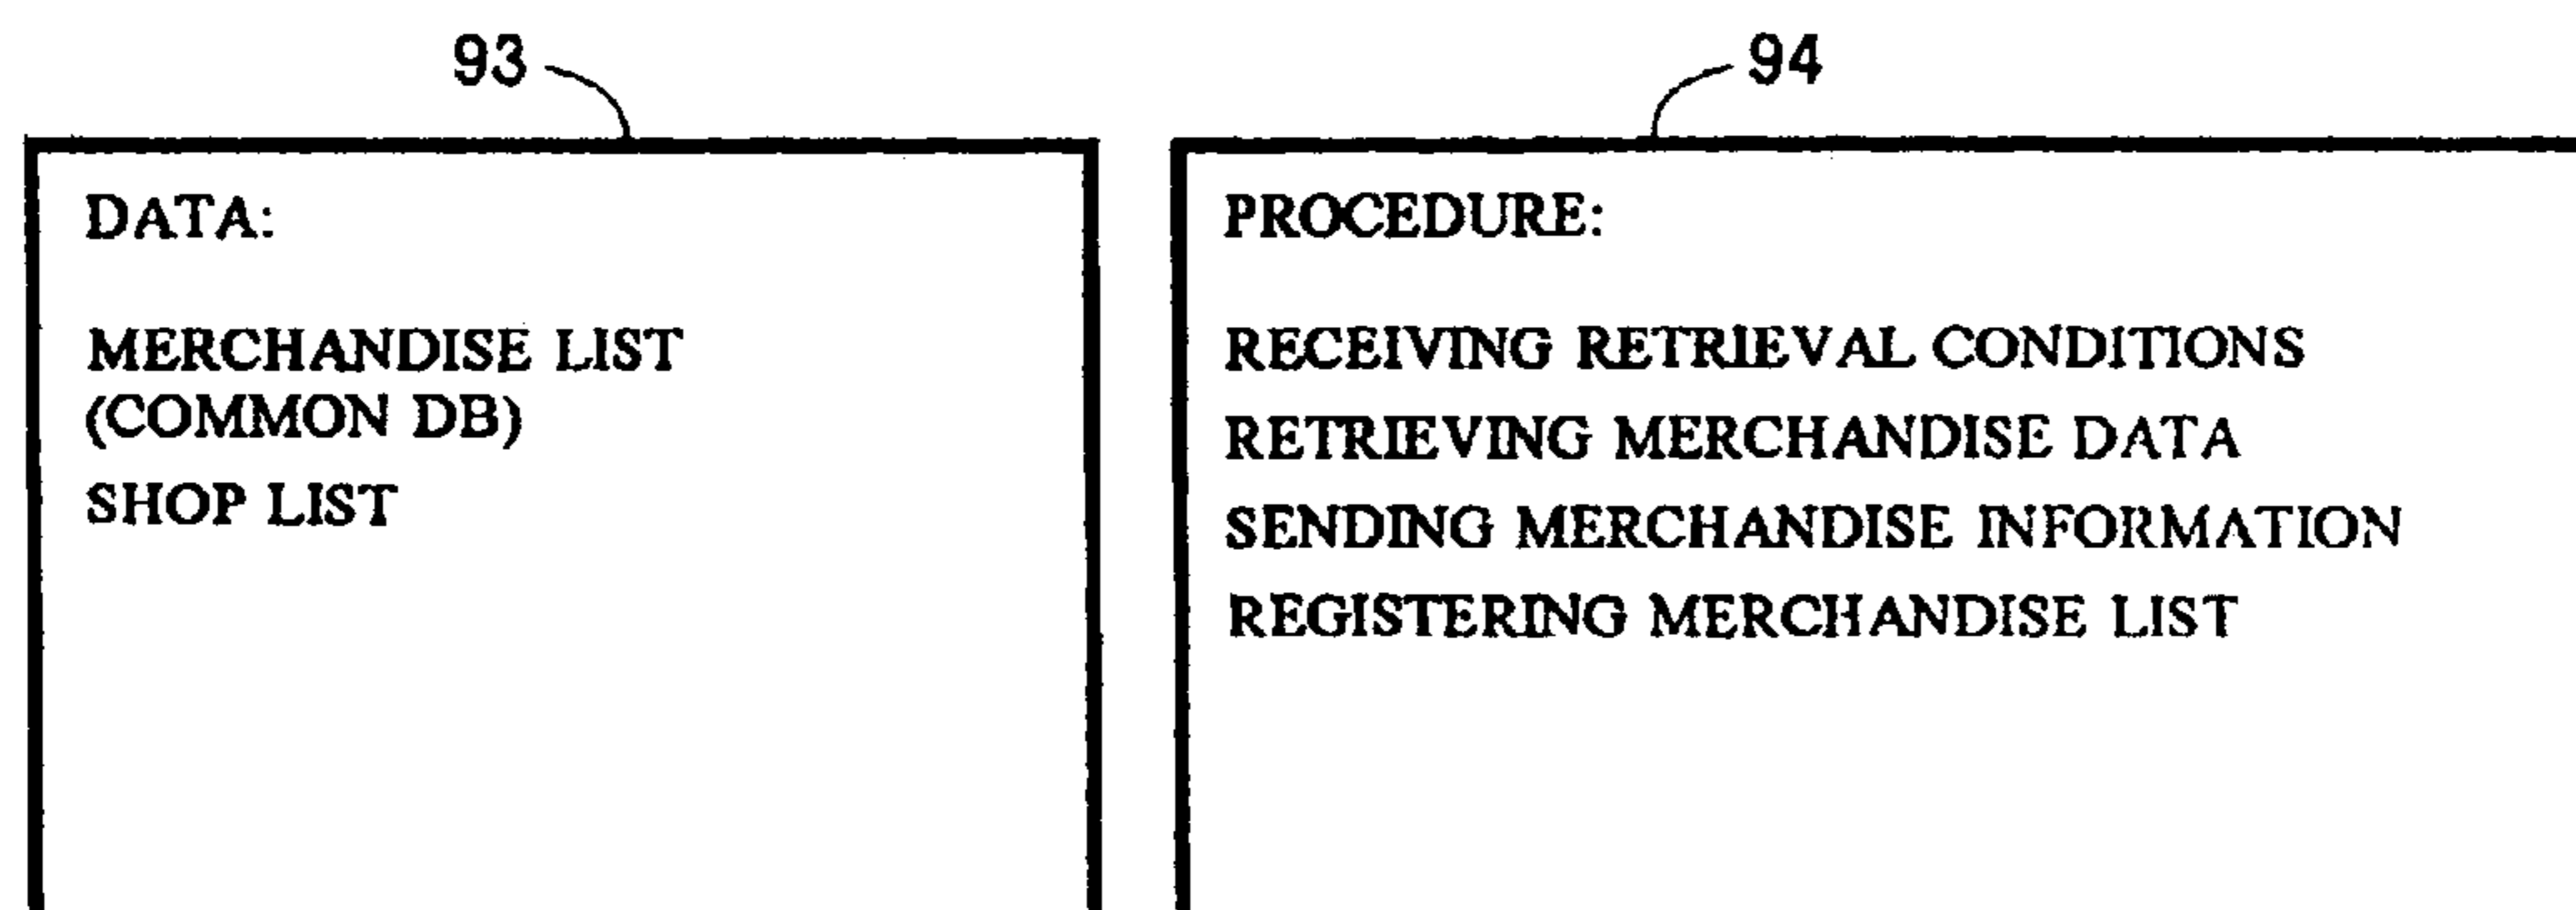 93
94
DATA:
MERCHANDISE LIST
(COMMON DB)
SHOP LIST
PROCEDURE:
RECEIVING RETRIEVAL CONDITIONS
RETRIEVING MERCHANDISE DATA
SENDING MERCHANDISE INFORMATION
REGISTERING MERCHANDISE LIST